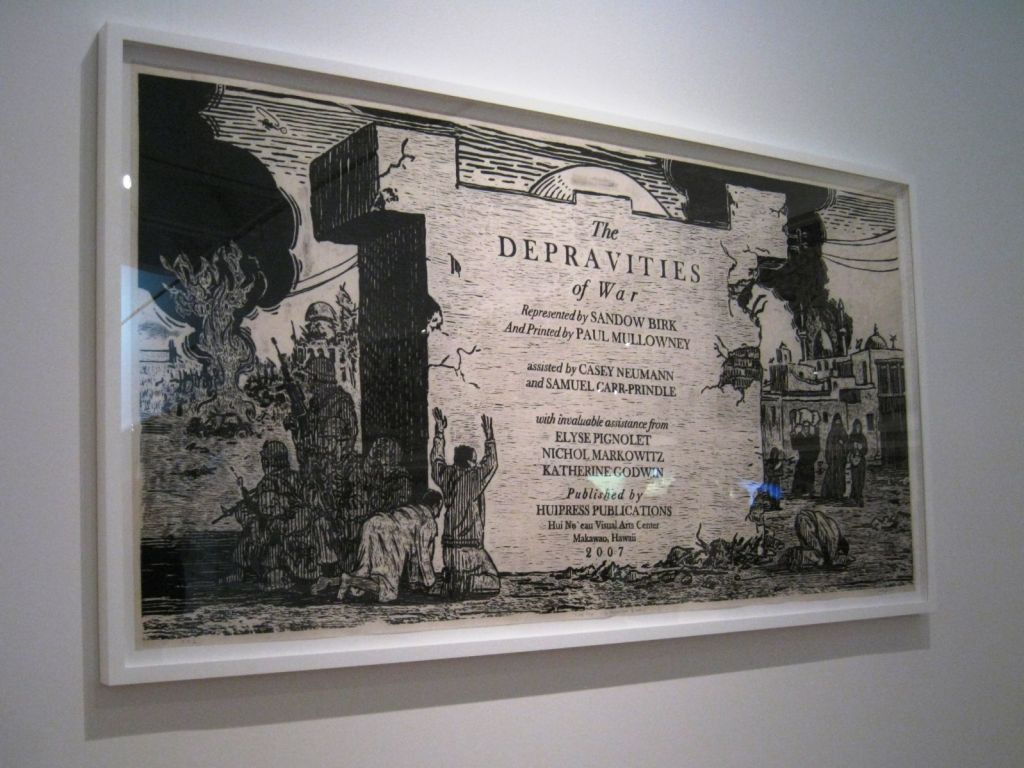 The
DEPRAVITIES
of War
Represented by SANDOW BIRK
And Printed by PAUL MULLOWNEY
assisted by CASEY NEUMANN
and SAMUEL CARR-PRINDLE
with invaluable assistance from
ELYSE PIGNOLET
NICHOL MARKOWITZ
KATHERINE GODWIN
Published by
HUIPRESS PUBLICATIONS
Hui No`eau Visual Arts Center
Makawao, Hawaii
2007